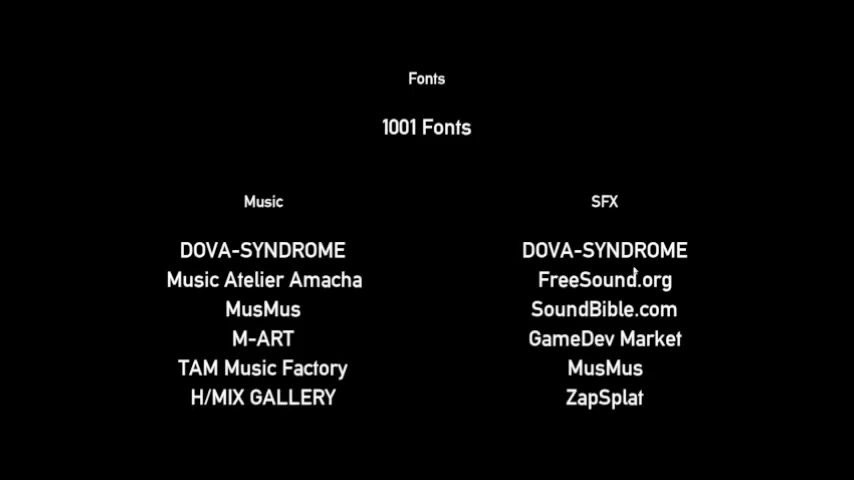 Fonts
1001 Fonts
Music
DOVA-SYNDROME
Music Atelier Amacha
MusMus
M-ART
TAM Music Factory
H/MIX GALLERY
SFX
DOVA-SYNDROME
FreeSound.org
SoundBible.com
GameDev Market
MusMus
ZapSplat